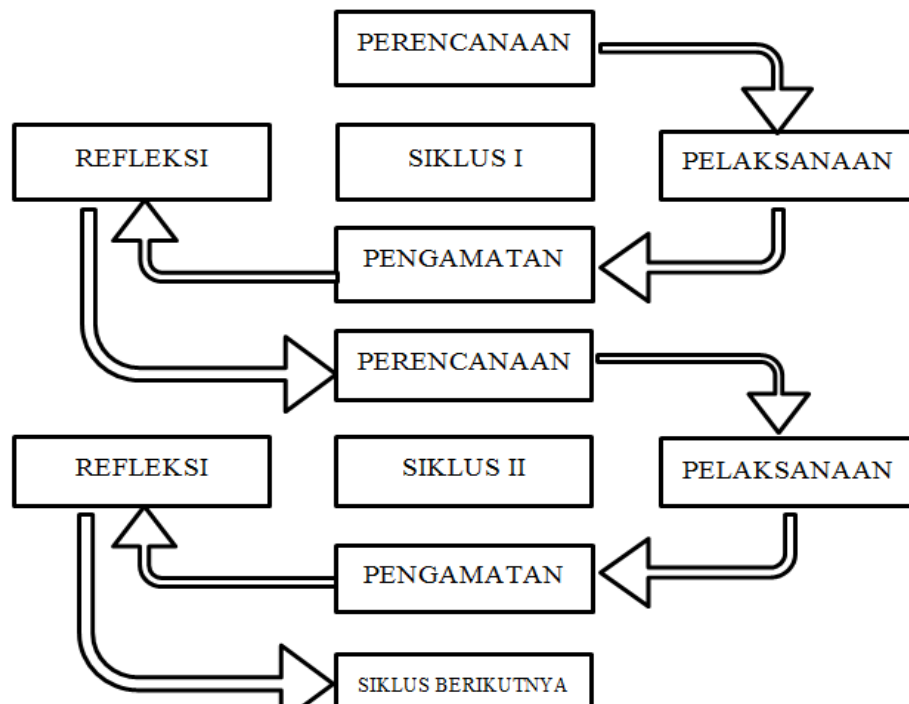 PERENCANAAN
REFLEKSI
SIKLUS I
PELAKSANAAN
PENGAMATAN
PERENCANAAN
REFLEKSI
SIKLUS II
PELAKSANAAN
PENGAMATAN
SIKLUS BERIKUTNYA